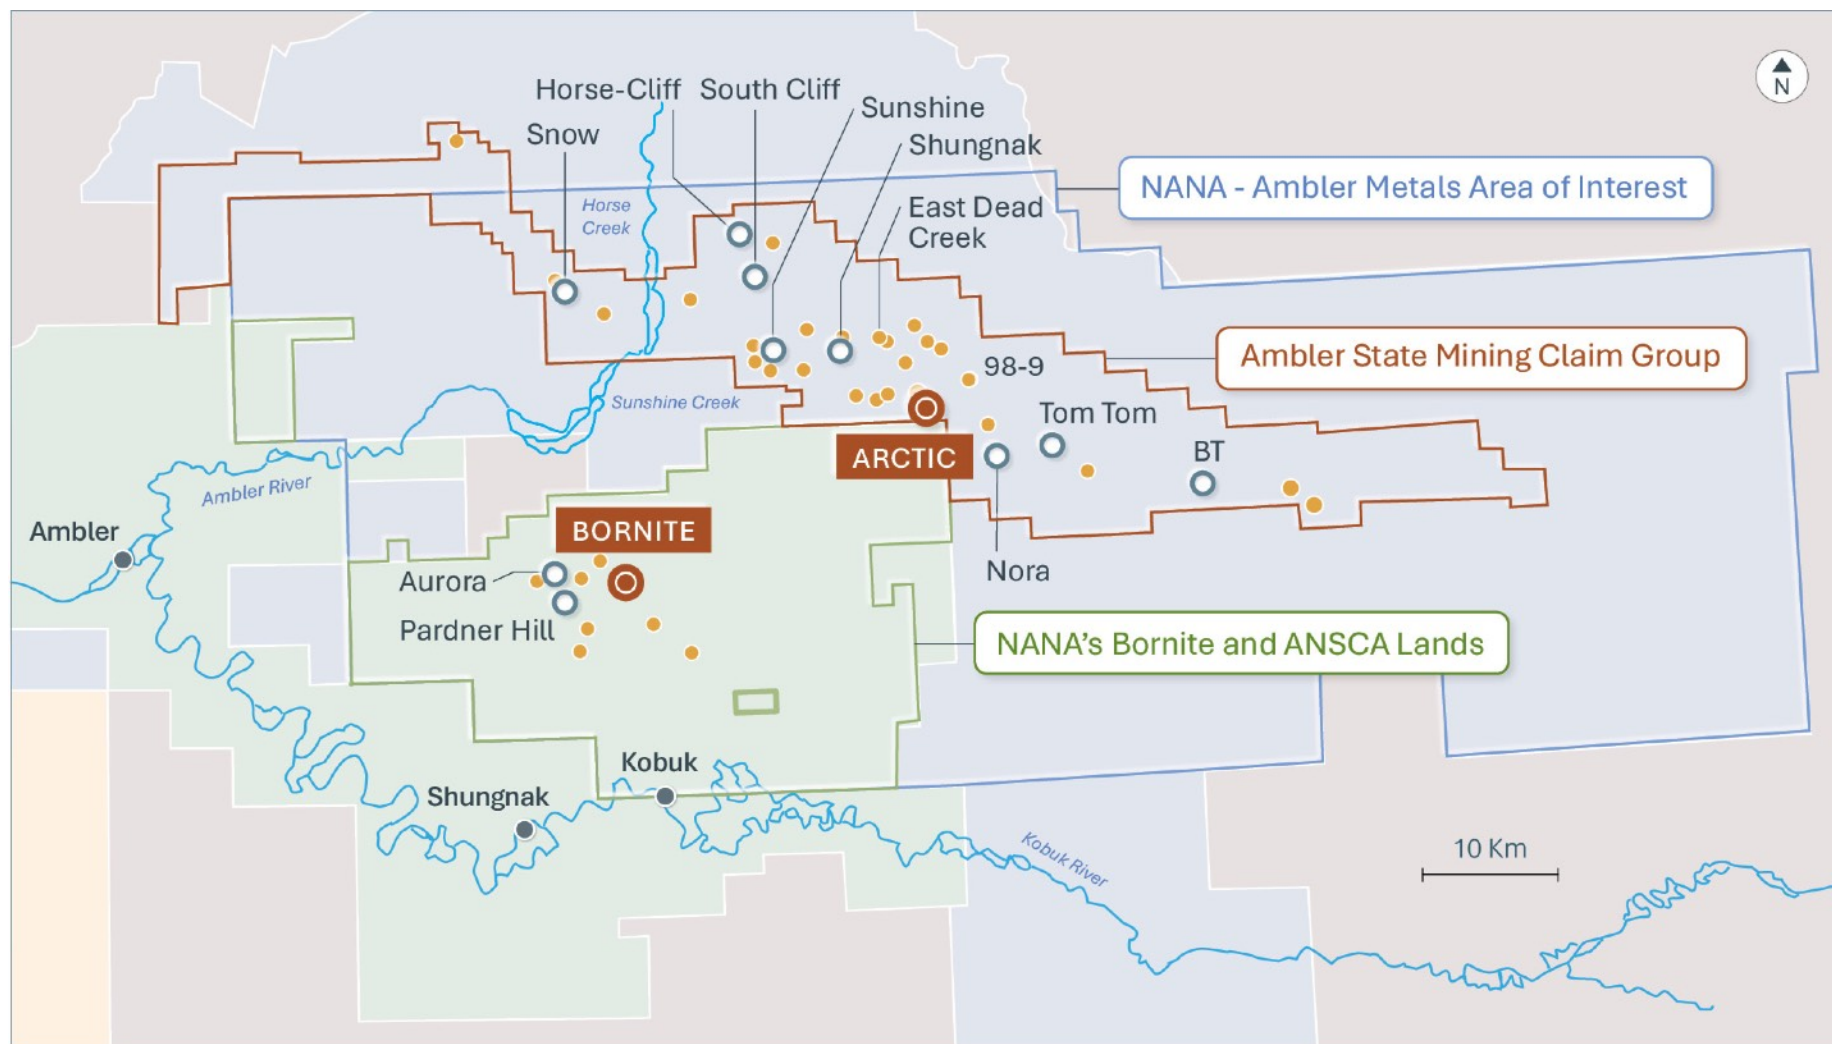 N
Horse-Cliff
South Cliff
Sunshine
Snow
Shungnak
NANA - Ambler Metals Area of Interest
Horse
Creek
East Dead
Creek
Ambler State Mining Claim Group
98-9
Sunshine Creek
Tom Tom
ARCTIC
BT
Ambler River
Ambler
BORNITE
Nora
Aurora
Pardner Hill
NANA's Bornite and ANSCA Lands
Kobuk
Shungnak
Kobuk River
10 Km